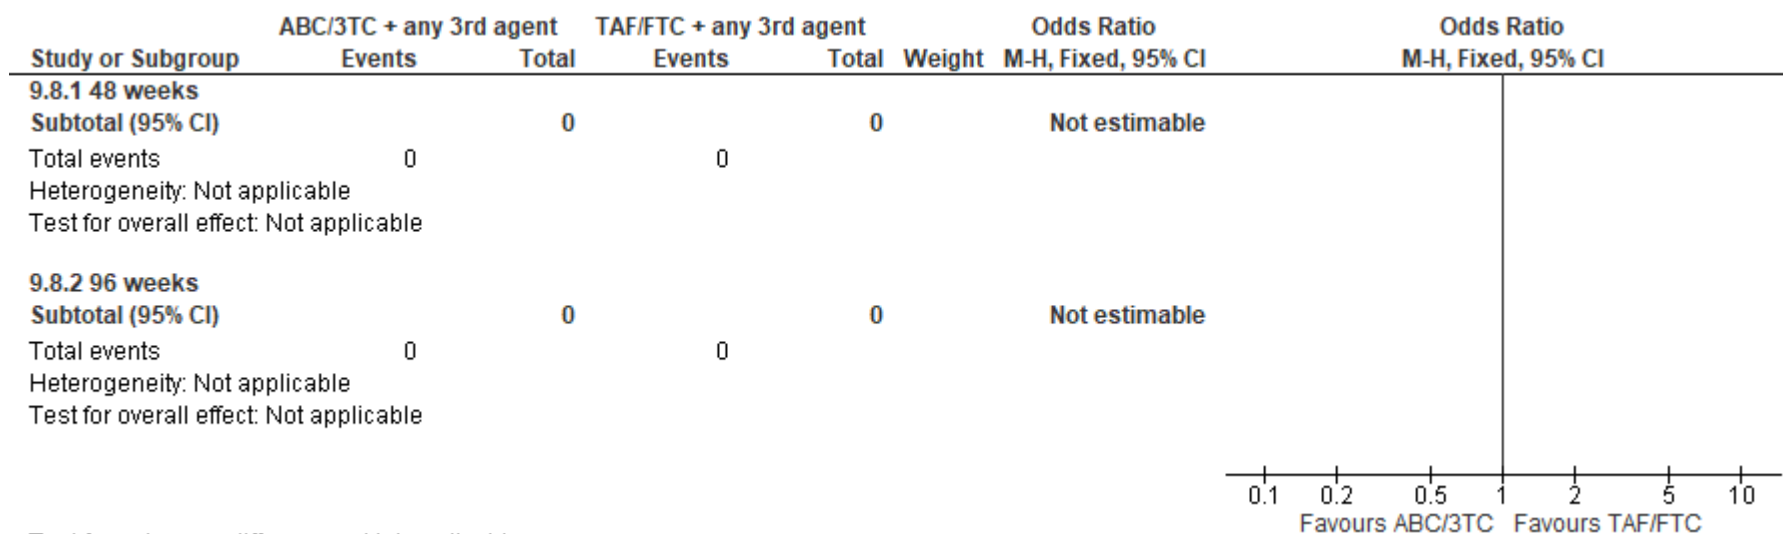 ABC/3TC + any 3rd agent TAF/FTC + any 3rd agent Odds Ratio Odds Ratio
Study or Subgroup Events Total Events Total Weight M-H, Fixed, 95% CI M-H, Fixed, 95% CI
9.8.1 48 weeks
Subtotal (95% CI) 0 0 Not estimable
Total events 0 0
Heterogeneity: Not applicable
Test for overall effect: Not applicable
9.8.2 96 weeks
Subtotal (95% CI) 0 0 Not estimable
Total events 0 0
Heterogeneity: Not applicable
Test for overall effect: Not applicable
0.1 0.2 0.5 1 2 5 10
Favours ABC/3TC Favours TAF/FTC